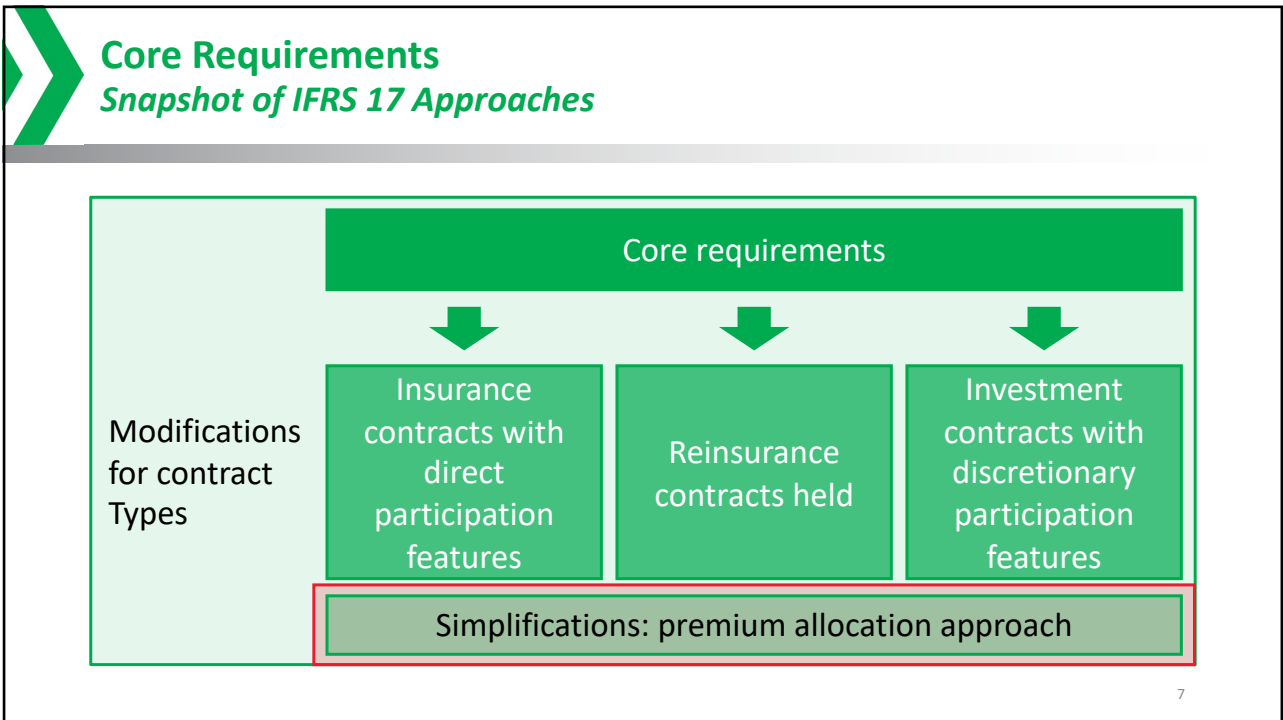 Core Requirements
Snapshot of IFRS 17 Approaches
Core requirements
Modifications
for contract
Types
Insurance
contracts with
direct
participation
features
Reinsurance
contracts held
Investment
contracts with
discretionary
participation
features
Simplifications: premium allocation approach
7